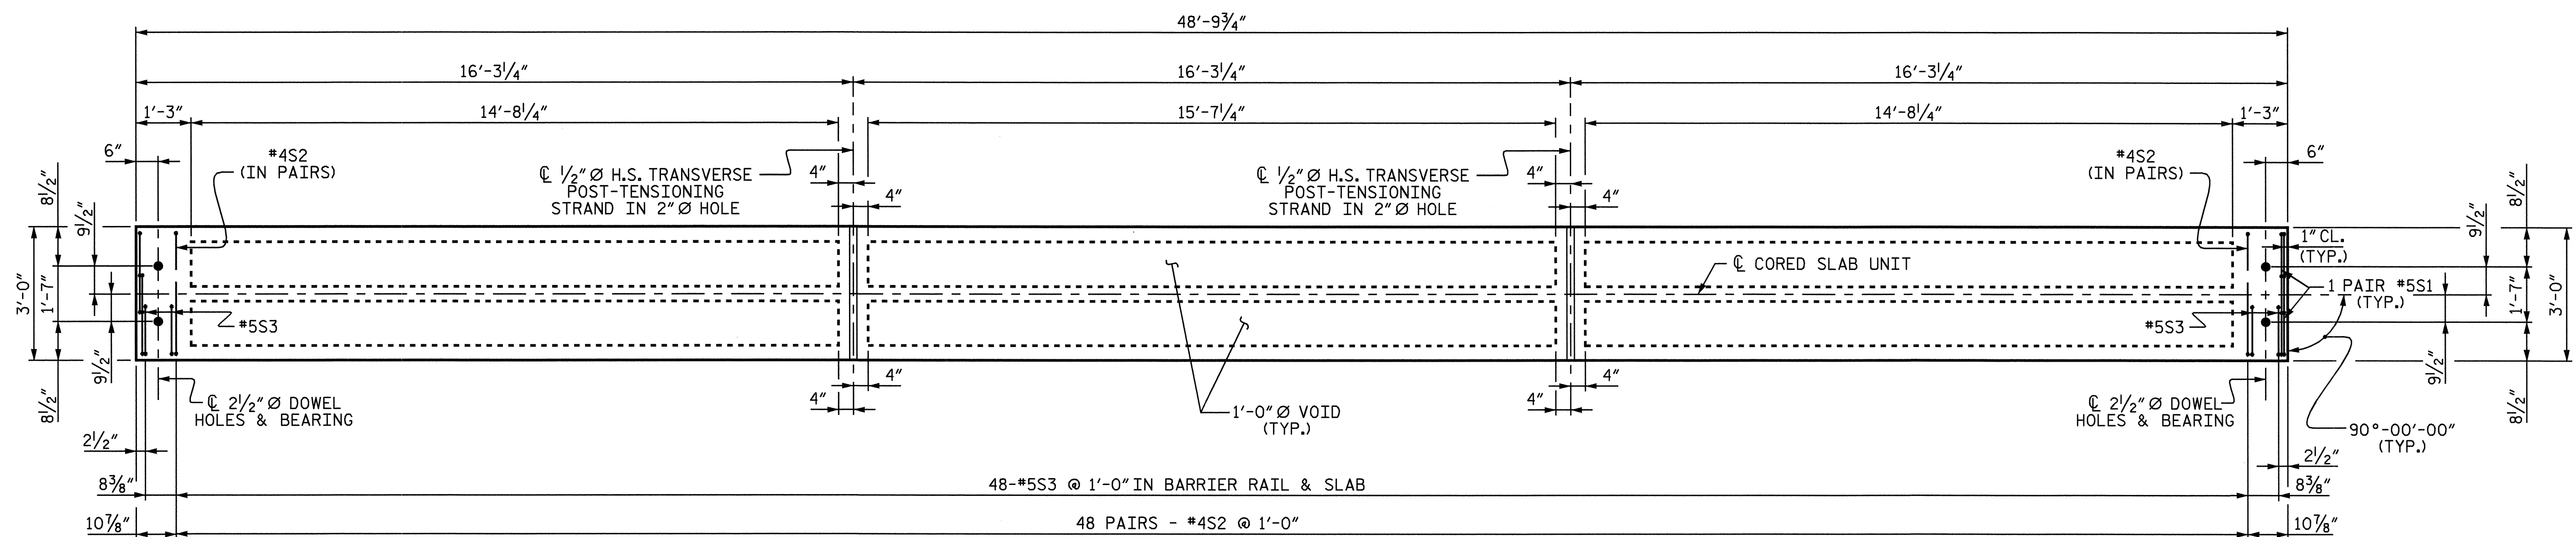 48'-9¾"
16'-3¼"
16'-3¼"
16'-3¼"
1'-3"
14'-8¼"
15'-7¼"
14'-8¼"
1'-3"
6"
#4S2
(IN PAIRS)
℄ ½" Ø H.S. TRANSVERSE
POST-TENSIONING
STRAND IN 2" Ø HOLE
4"
4"
℄ ½" Ø H.S. TRANSVERSE
POST-TENSIONING
STRAND IN 2" Ø HOLE
4"
4"
#4S2
(IN PAIRS)
6"
8½"
9½"
3'-0"
1'-7"
9½"
8½"
#5S3
℄ CORED SLAB UNIT
1" CL.
(TYP.)
1 PAIR #5S1
(TYP.)
#5S3
8½"
9½"
1'-7"
3'-0"
9½"
8½"
4"
4"
4"
4"
℄ 2½" Ø DOWEL
HOLES & BEARING
1'-0" Ø VOID
(TYP.)
℄ 2½" Ø DOWEL
HOLES & BEARING
90°-00'-00"
(TYP.)
2½"
2½"
8⅜"
48-#5S3 @ 1'-0" IN BARRIER RAIL & SLAB
8⅜"
10⅞"
48 PAIRS - #4S2 @ 1'-0"
10⅞"